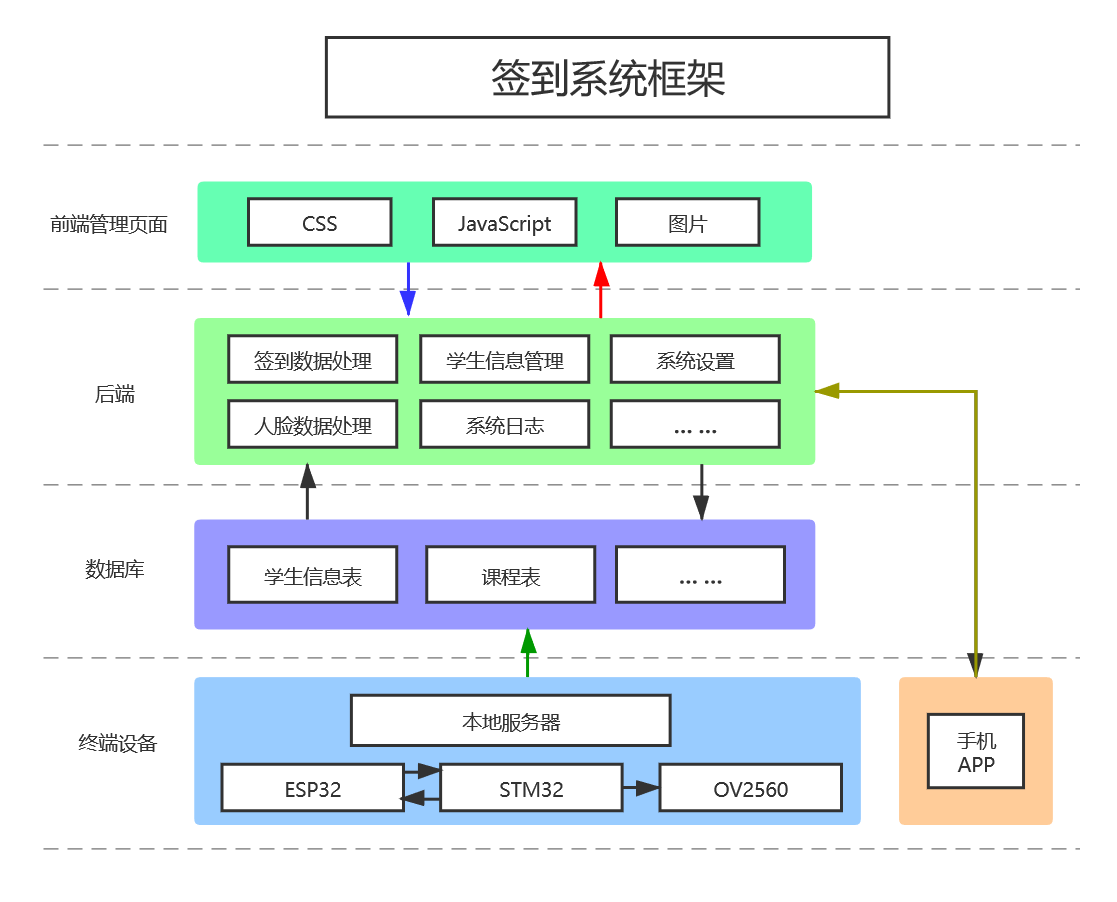 签到系统框架
前端管理页面
CSS
JavaScript
图片
后端
签到数据处理
学生信息管理
系统设置
人脸数据处理
系统日志
... ...
数据库
学生信息表
课程表
... ...
终端设备
本地服务器
ESP32
STM32
OV2560
手机
APP